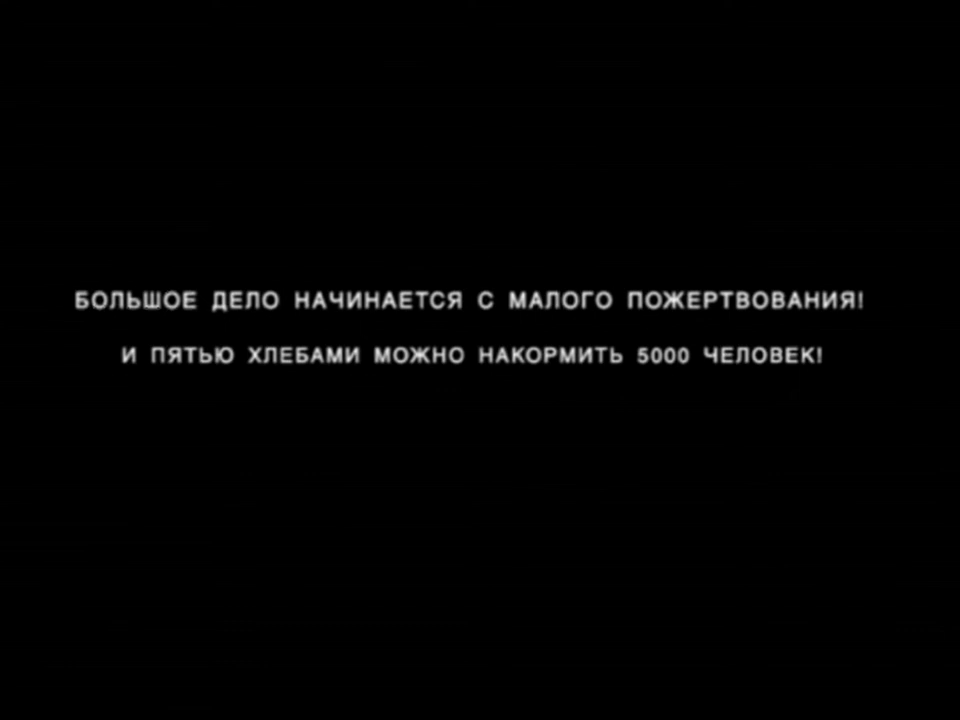 БОЛЬШОЕ ДЕЛО НАЧИНАЕТСЯ С МАЛОГО ПОЖЕРТВОВАНИЯ!
И ПЯТЬЮ ХЛЕБАМИ МОЖНО НАКОРМИТЬ 5000 ЧЕЛОВЕК!